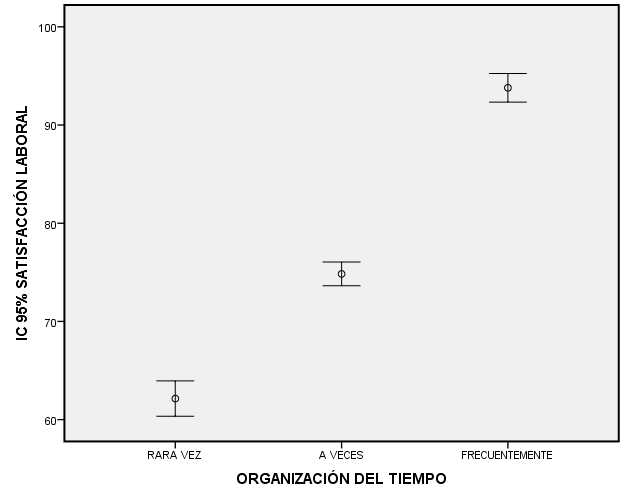 100
90
80
70
60
IC 95% SATISFACCIÓN LABORAL
RARA VEZ
A VECES
FRECUENTEMENTE
ORGANIZACIÓN DEL TIEMPO